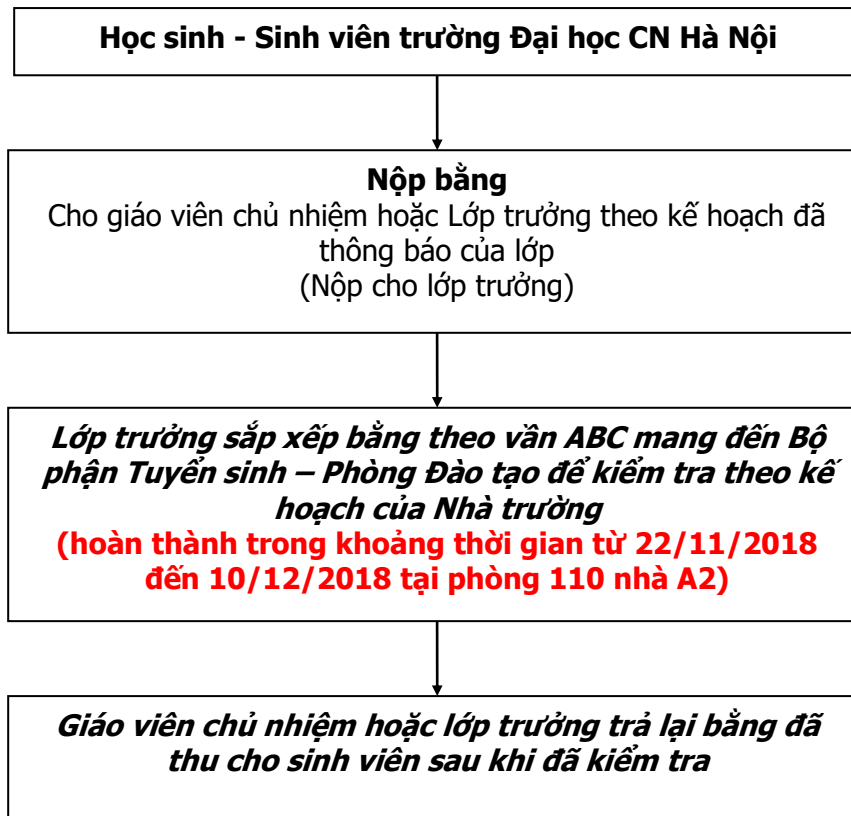 Học sinh - Sinh viên trường Đại học CN Hà Nội
Nộp bằng
Cho giáo viên chủ nhiệm hoặc Lớp trưởng theo kế hoạch đã
thông báo của lớp
(Nộp cho lớp trưởng)
Lớp trưởng sắp xếp bằng theo vần ABC mang đến Bộ
phận Tuyển sinh – Phòng Đào tạo để kiểm tra theo kế
hoạch của Nhà trường
(hoàn thành trong khoảng thời gian từ 22/11/2018
đến 10/12/2018 tại phòng 110 nhà A2)
Giáo viên chủ nhiệm hoặc lớp trưởng trả lại bằng đã
thu cho sinh viên sau khi đã kiểm tra